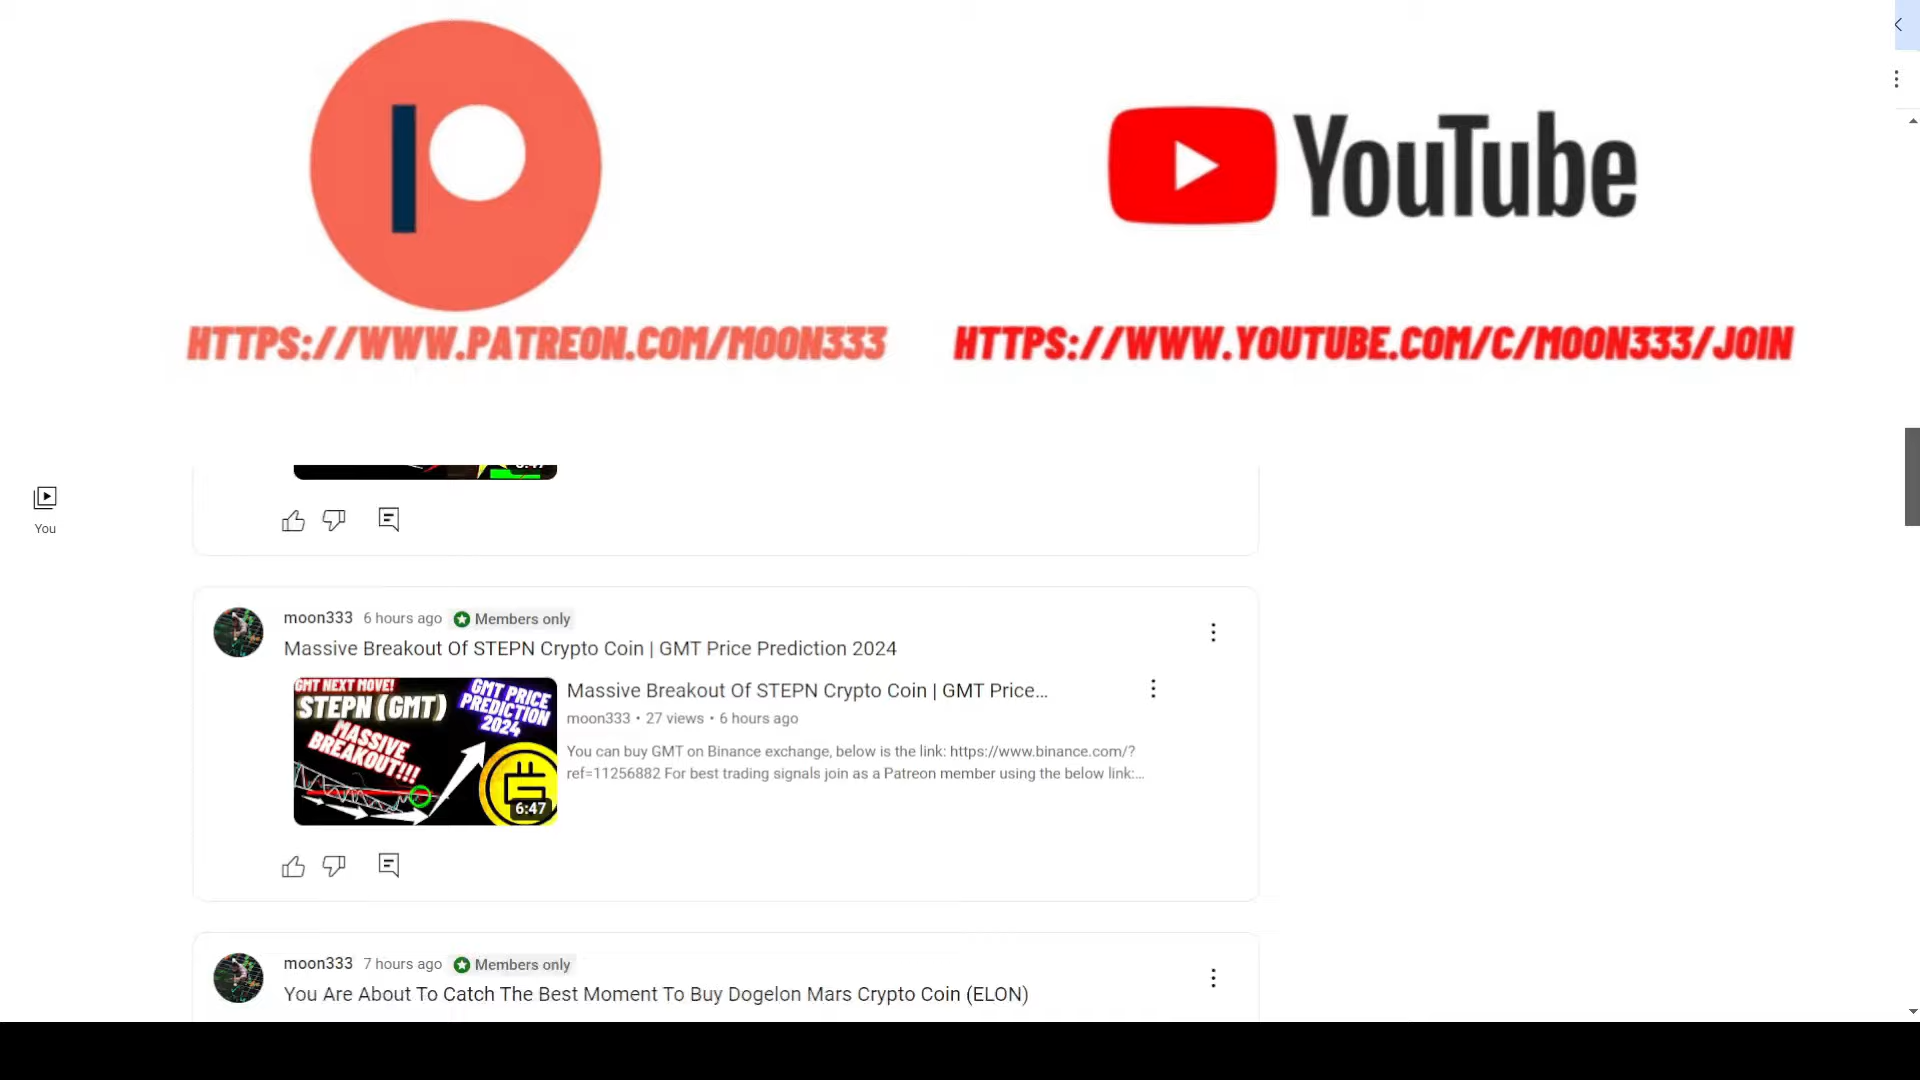 YouTube
HTTPS://WWW.PATREON.COM/MOON333
HTTPS://WWW.YOUTUBE.COM/C/MOON333/JOIN
You
moon333 6 hours ago Members only
Massive Breakout Of STEPN Crypto Coin | GMT Price Prediction 2024
GMT NEXT MOVE!
STEPN (GMT)
MASSIVE
BREAKOUT!!!
GMT PRICE
PREDICTION
2024
6:47
Massive Breakout Of STEPN Crypto Coin | GMT Price...
moon333 • 27 views • 6 hours ago
You can buy GMT on Binance exchange, below is the link: https://www.binance.com/?
ref=11256882 For best trading signals join as a Patreon member using the below link:...
moon333 7 hours ago Members only
You Are About To Catch The Best Moment To Buy Dogelon Mars Crypto Coin (ELON)